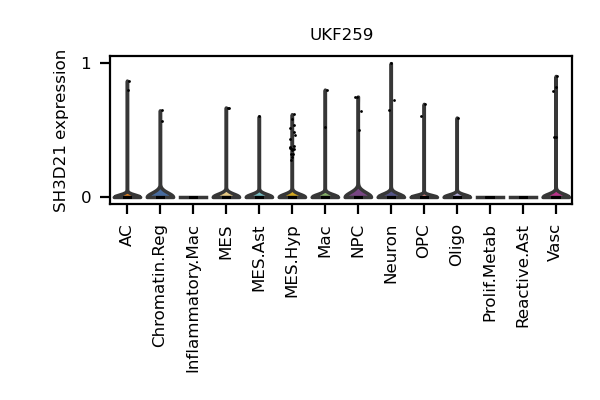 UKF259
SH3D21 expression
1
0
AC
Chromatin.Reg
Inflammatory.Mac
MES
MES.Ast
MES.Hyp
Mac
NPC
Neuron
OPC
Oligo
Prolif.Metab
Reactive.Ast
Vasc